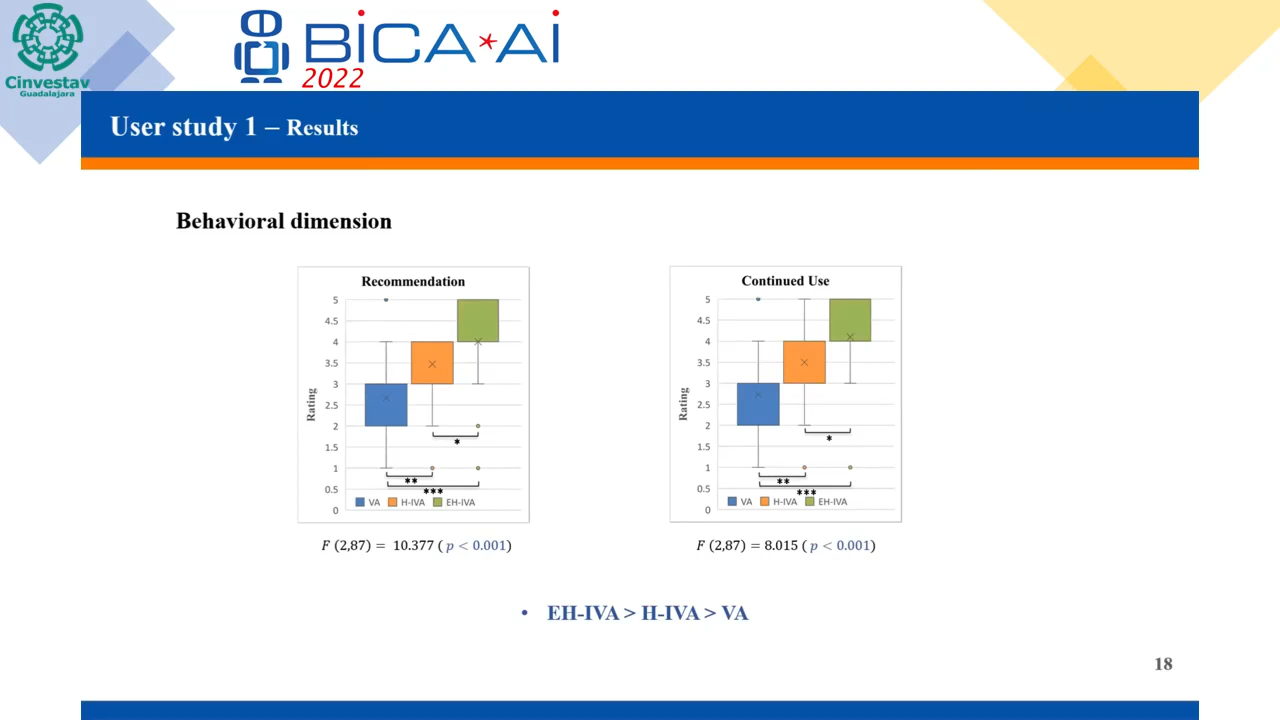 Cinvestav
Guadalajara
BiCA*Ai
2022
User study 1 – Results
Behavioral dimension
Recommendation
5
4.5
4
3.5
3
2.5
2
1.5
1
0.5
0
Rating
*
**
***
VA H-IVA EH-IVA
F (2,87) = 10.377 ( p < 0.001)
Continued Use
5
4.5
4
3.5
3
2.5
2
1.5
1
0.5
0
Rating
*
**
***
VA H-IVA EH-IVA
F (2,87) = 8.015 ( p < 0.001)
• EH-IVA > H-IVA > VA
18